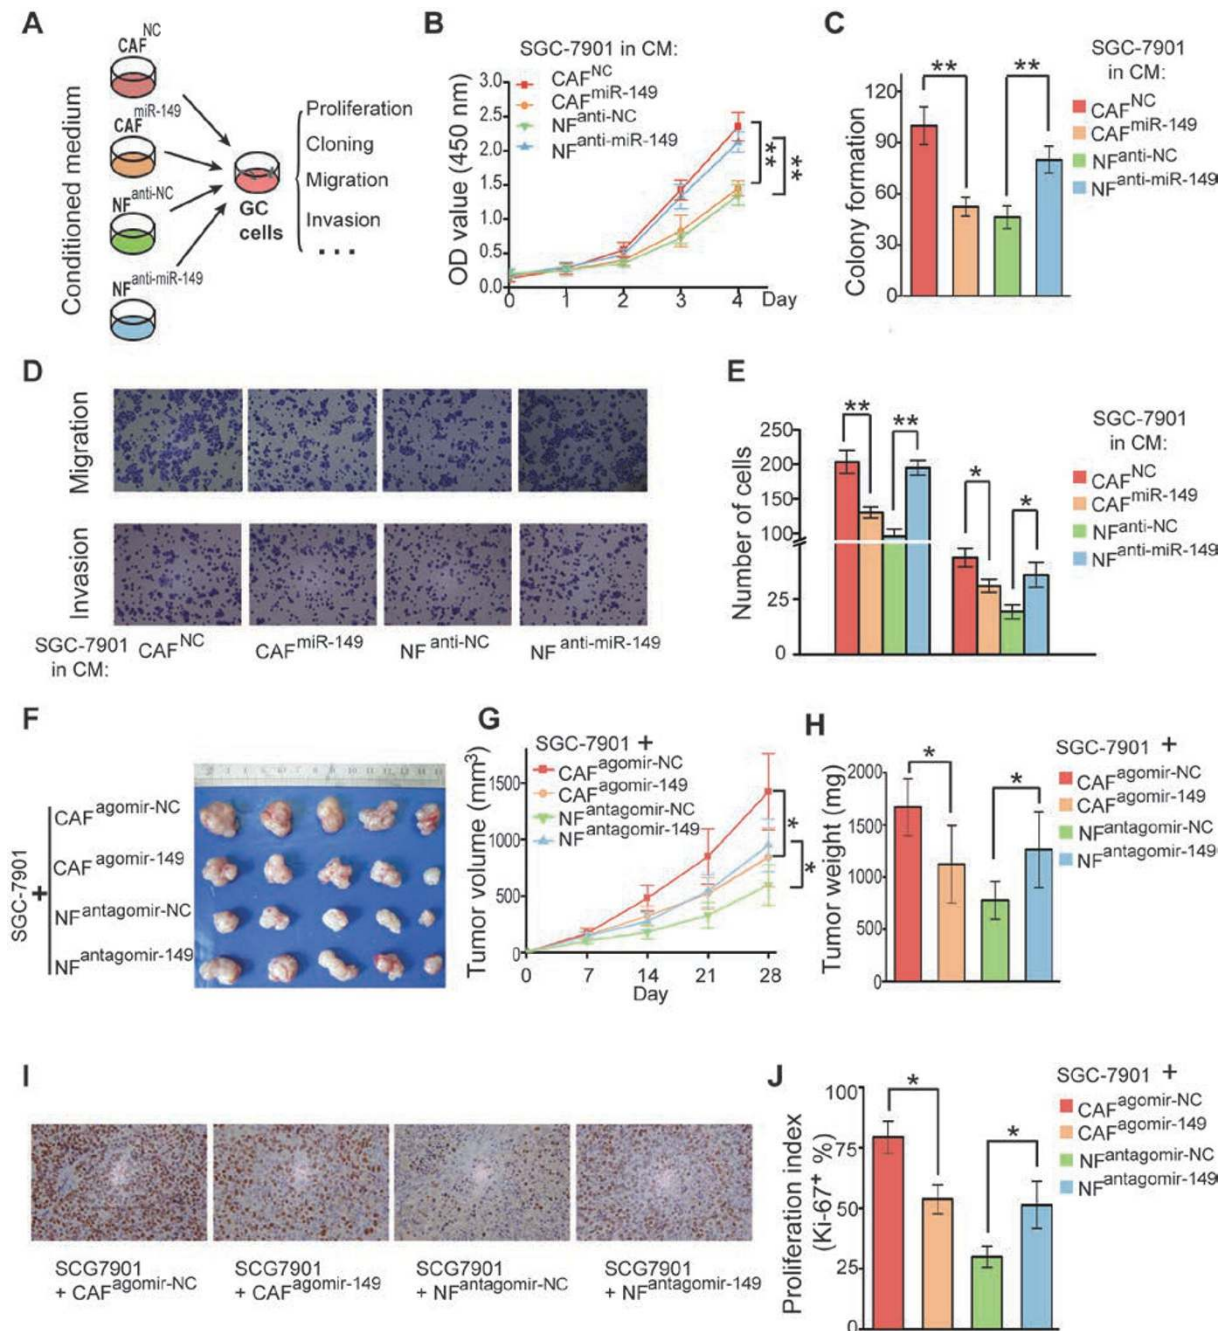 A
Conditioned medium
CAF^NC
CAF^miR-149
NF^anti-NC
NF^anti-miR-149
GC
cells
Proliferation
Cloning
Migration
Invasion
...
B
SGC-7901 in CM:
CAF^NC
CAF^miR-149
NF^anti-NC
NF^anti-miR-149
OD value (450 nm)
3.0
2.5
2.0
1.5
1.0
0.5
0.0
0 1 2 3 4 Day
**
**
C
SGC-7901
in CM:
CAF^NC
CAF^miR-149
NF^anti-NC
NF^anti-miR-149
Colony formation
120
90
60
30
0
** **
D
Migration
Invasion
SGC-7901
in CM:
CAF^NC CAF^miR-149 NF^anti-NC NF^anti-miR-149
E
SGC-7901
in CM:
CAF^NC
CAF^miR-149
NF^anti-NC
NF^anti-miR-149
Number of cells
250
200
150
100
25
0
** ** * *
F
SGC-7901
+
CAF^agomir-NC
CAF^agomir-149
NF^antagomir-NC
NF^antagomir-149
G
SGC-7901 +
CAF^agomir-NC
CAF^agomir-149
NF^antagomir-NC
NF^antagomir-149
Tumor volume (mm³)
1500
1000
500
0
0 7 14 21 28
Day
*
*
H
SGC-7901 +
CAF^agomir-NC
CAF^agomir-149
NF^antagomir-NC
NF^antagomir-149
Tumor weight (mg)
2000
1500
1000
500
0
* *
I
SCG7901
+ CAF^agomir-NC
SCG7901
+ CAF^agomir-149
SCG7901
+ NF^antagomir-NC
SCG7901
+ NF^antagomir-149
J
SGC-7901 +
CAF^agomir-NC
CAF^agomir-149
NF^antagomir-NC
NF^antagomir-149
Proliferation index
(Ki-67⁺ %)
100
75
50
25
0
* *